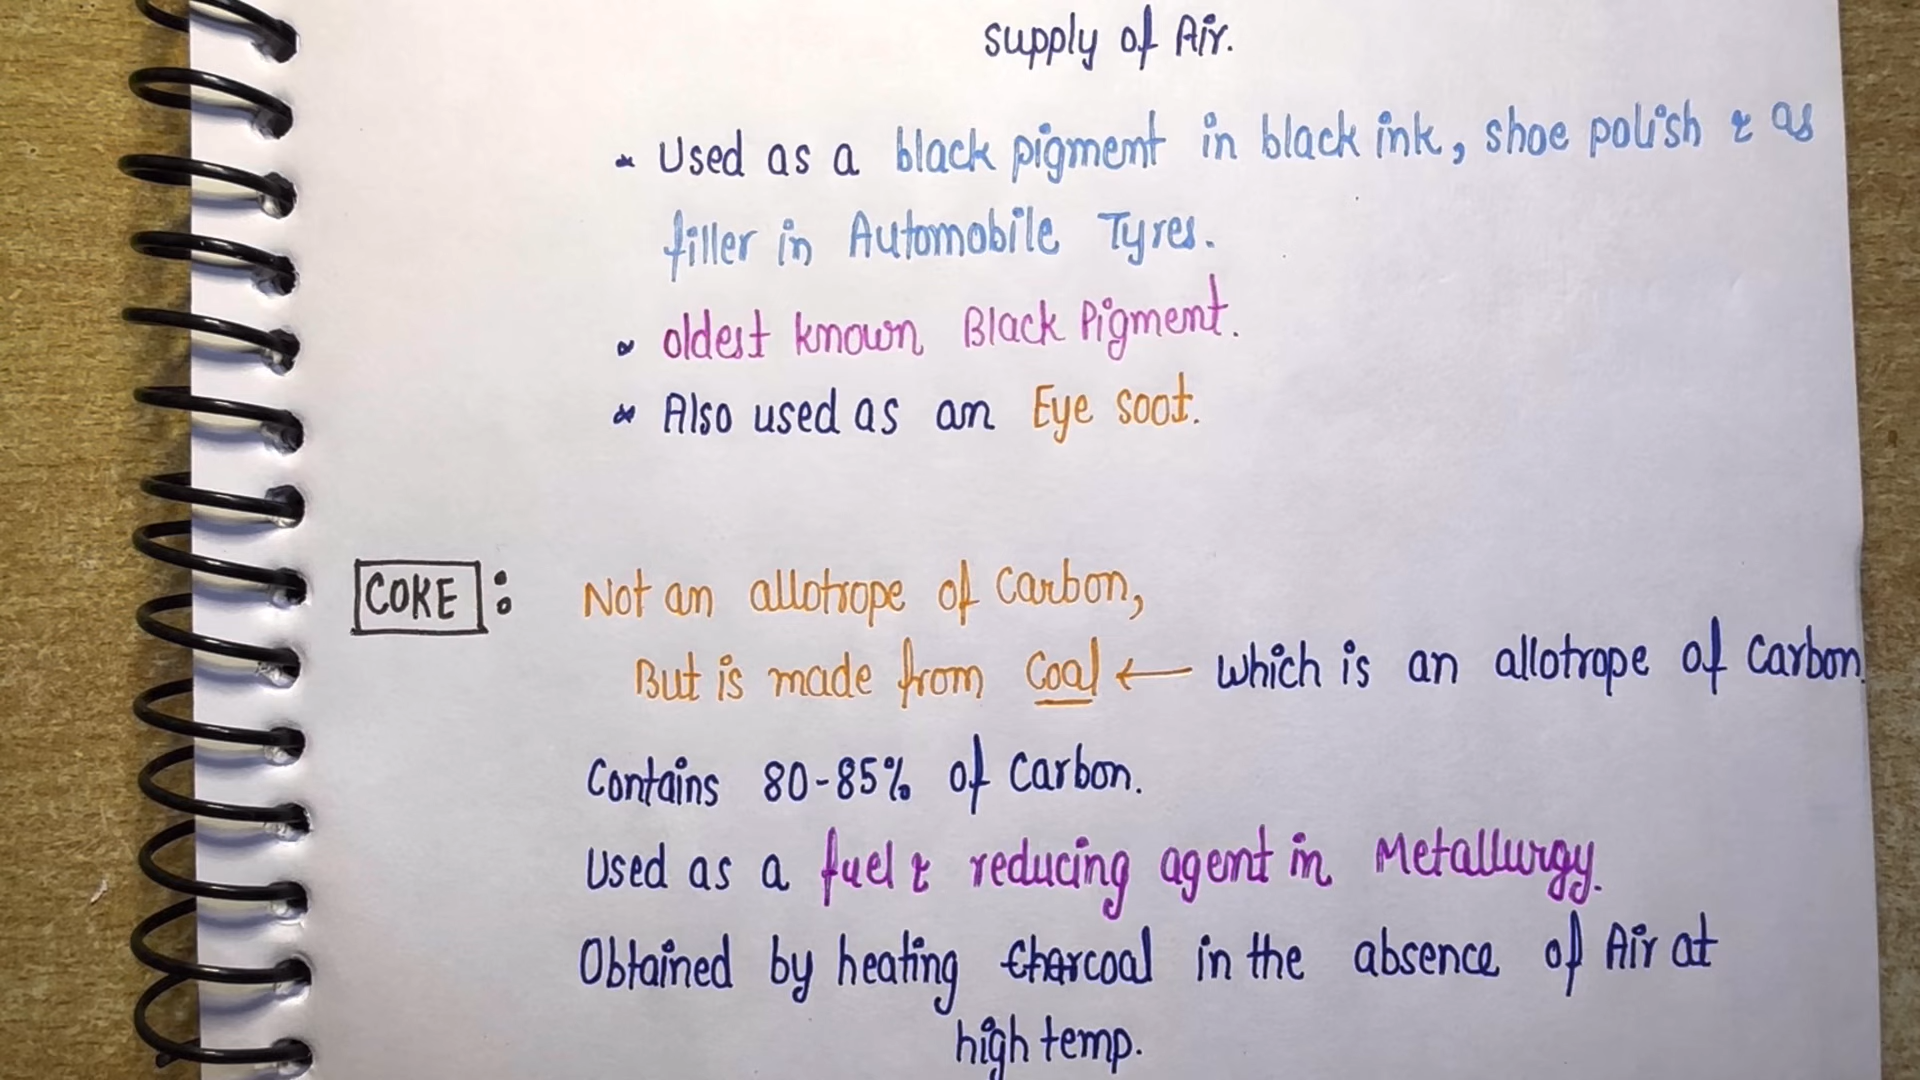 supply of Air.
Used as a black pigment in black ink, shoe polish & as
filler in Automobile Tyres.
oldest known Black Pigment.
Also used as an Eye soot.
COKE : Not an allotrope of Carbon,
But is made from Coal ← which is an allotrope of Carbon.
Contains 80-85% of Carbon.
Used as a fuel & reducing agent in Metallurgy.
Obtained by heating charcoal in the absence of Air at
high temp.